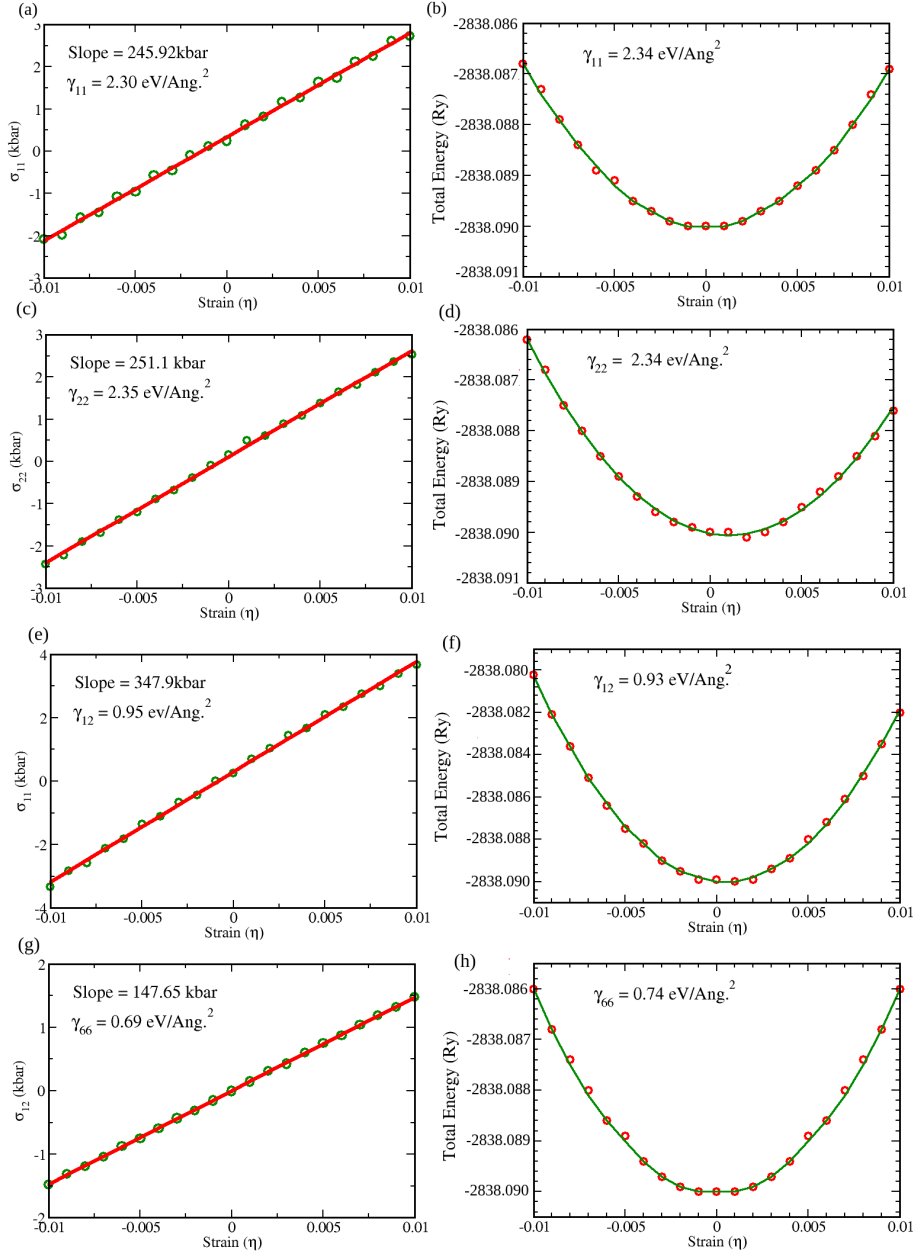 (a)
3
2
1
0
-1
-2
-3
σ11 (kbar)
Slope = 245.92kbar
γ11 = 2.30 eV/Ang.2
-0.01 -0.005 0 0.005 0.01
Strain (η)
(b)
-2838.086
-2838.087
-2838.088
-2838.089
-2838.090
-2838.091
Total Energy (Ry)
γ11 = 2.34 eV/Ang2
-0.01 -0.005 0 0.005 0.01
Strain (η)
(c)
3
2
1
0
-1
-2
-3
σ22 (kbar)
Slope = 251.1 kbar
γ22 = 2.35 eV/Ang.2
-0.01 -0.005 0 0.005 0.01
Strain (η)
(d)
-2838.086
-2838.087
-2838.088
-2838.089
-2838.090
-2838.091
Total Energy (Ry)
γ22 = 2.34 ev/Ang.2
-0.01 -0.005 0 0.005 0.01
Strain (η)
(e)
4
2
0
-2
-4
σ11 (kbar)
Slope = 347.9kbar
γ12 = 0.95 ev/Ang.2
-0.01 -0.005 0 0.005 0.01
Strain (η)
(f)
-2838.080
-2838.082
-2838.084
-2838.086
-2838.088
-2838.090
Total Energy (Ry)
γ12 = 0.93 eV/Ang2
-0.01 -0.005 0 0.005 0.01
Strain (η)
(g)
2
1
0
-1
-2
σ12 (kbar)
Slope = 147.65 kbar
γ66 = 0.69 eV/Ang.2
-0.01 -0.005 0 0.005 0.01
Strain (η)
(h)
-2838.086
-2838.087
-2838.088
-2838.089
-2838.090
Total Energy (Ry)
γ66 = 0.74 eV/Ang.2
-0.01 -0.005 0 0.005 0.01
Strain (η)